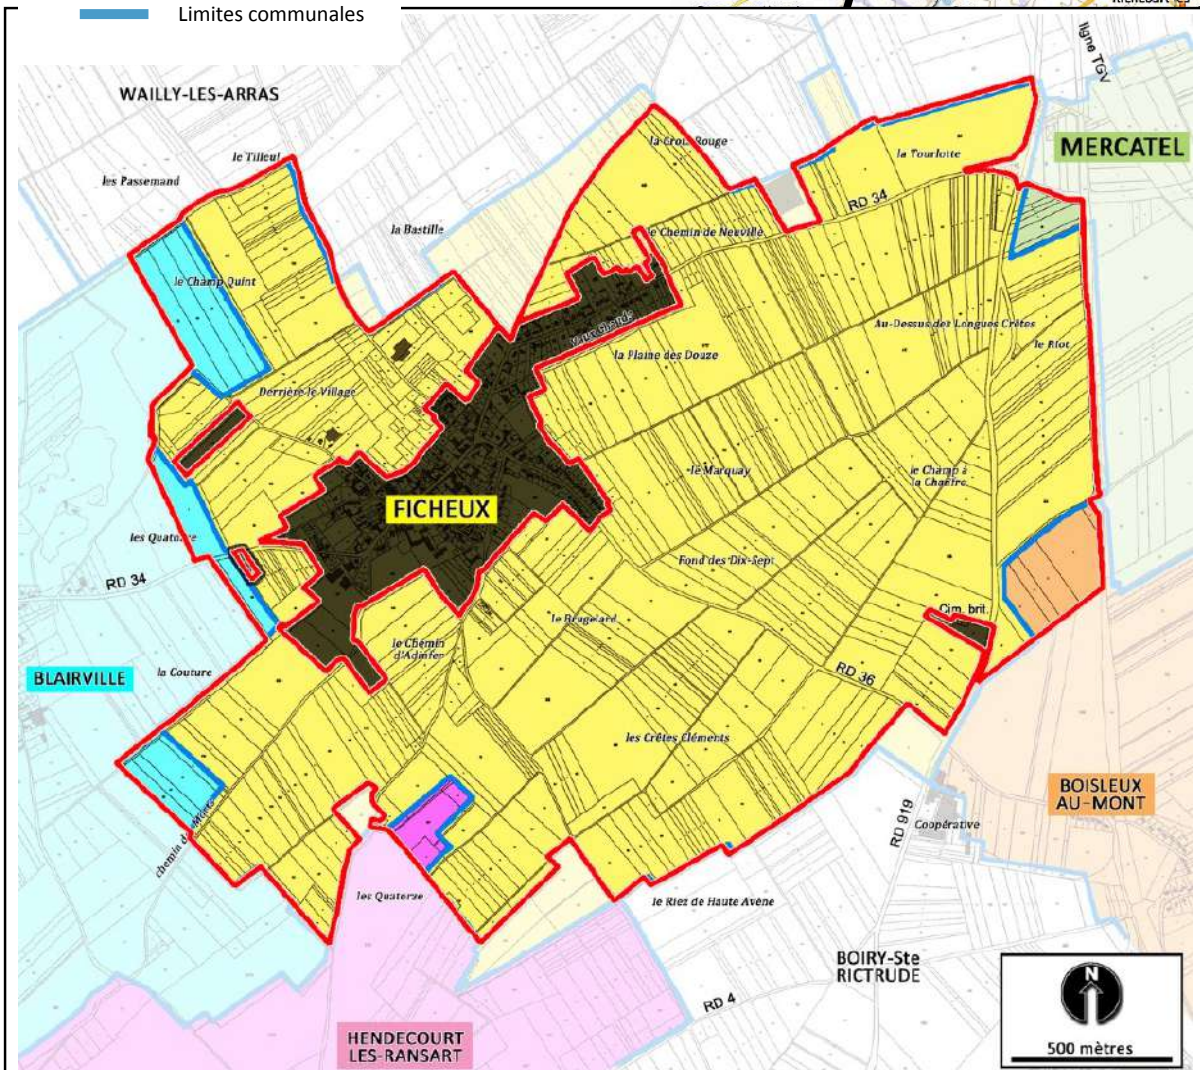 Limites communales
ligne TGV
WAILLY-LES-ARRAS
la Croix Rouge
MERCATEL
le Tilleul
la Tourlotte
les Passemand
RD 34
la Bastille
le Chemin de Neuville
le Champ Quint
Au-Dessus des Longues Crêtes
la Plaine des Douze
le Riot
Derrière le Village
le Marquay
le Champ à
la Chauffre
FICHEUX
les Quatorze
Fond des Dix-Sept
RD 34
Cim. brit.
le Bragelard
le Chemin
d'Adinfer
la Couture
BLAIRVILLE
RD 36
les Crêtes Cléments
BOISLEUX
AU-MONT
RD 919
Coopérative
les Quatorze
le Riez de Haute Avène
BOIRY-Ste
RICTRUDE
N
RD 4
HENDECOURT
LES-RANSART
500 mètres